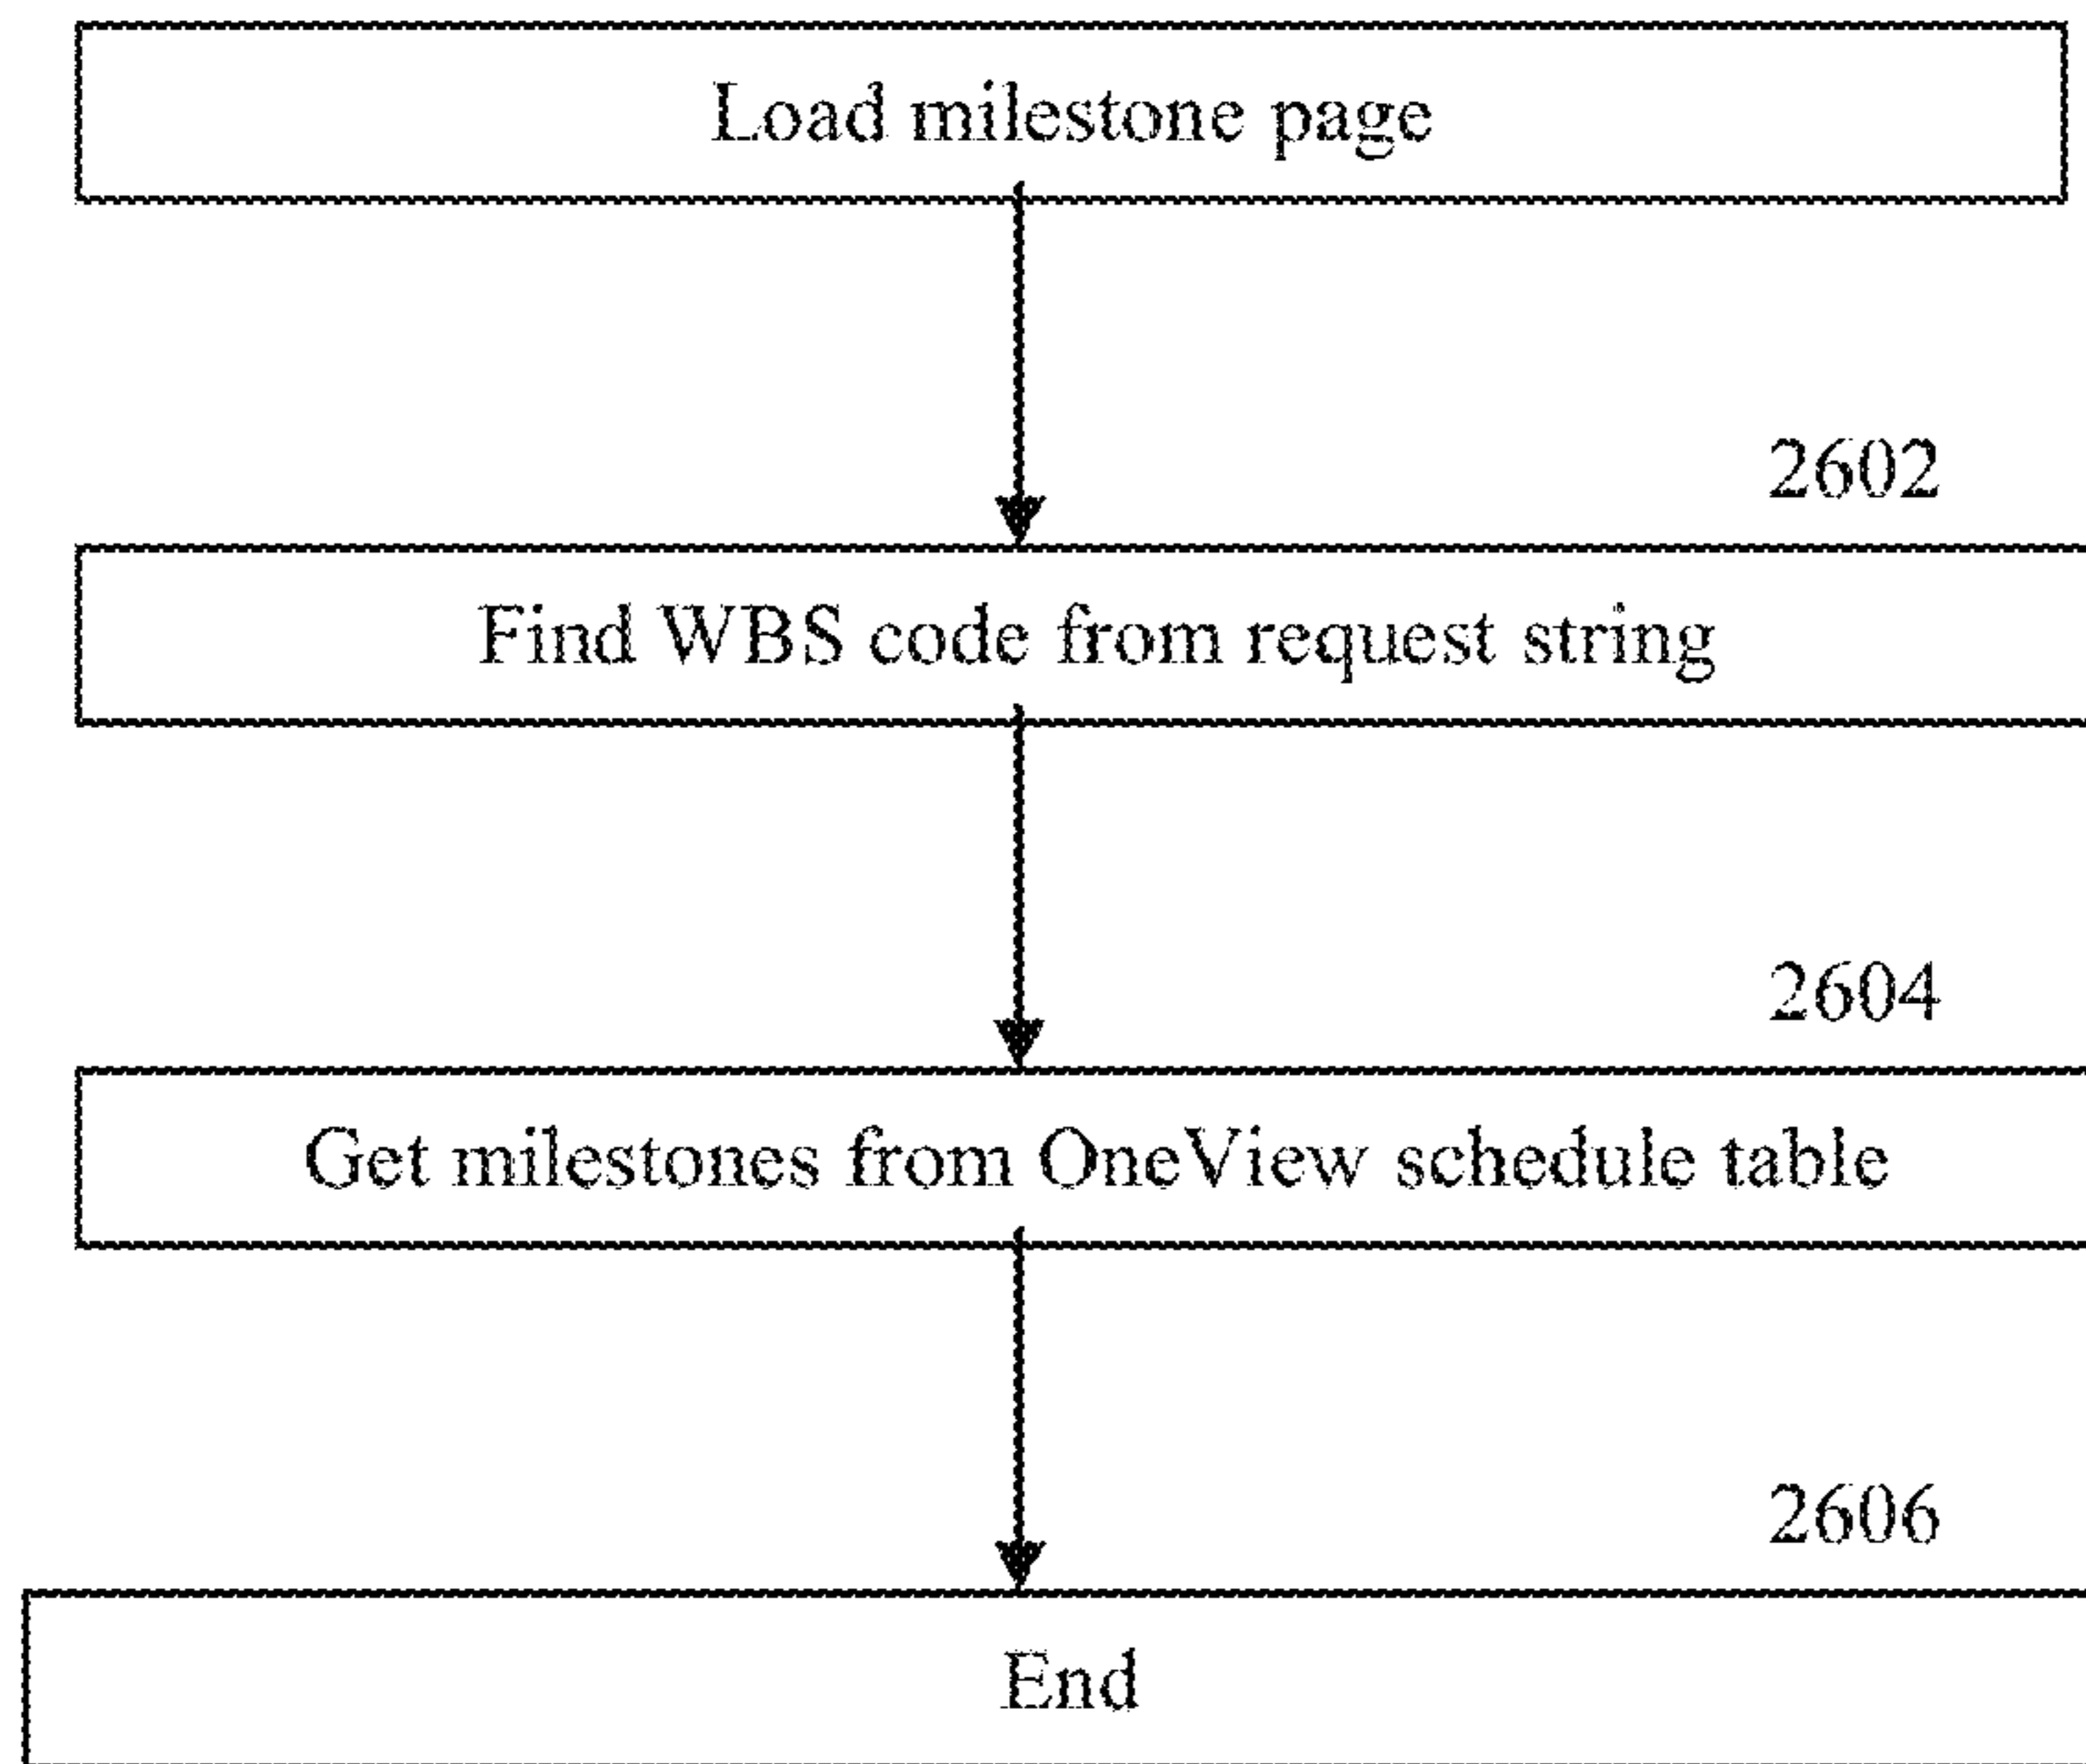 Load milestone page
2602
Find WBS code from request string
2604
Get milestones from OneView schedule table
2606
End